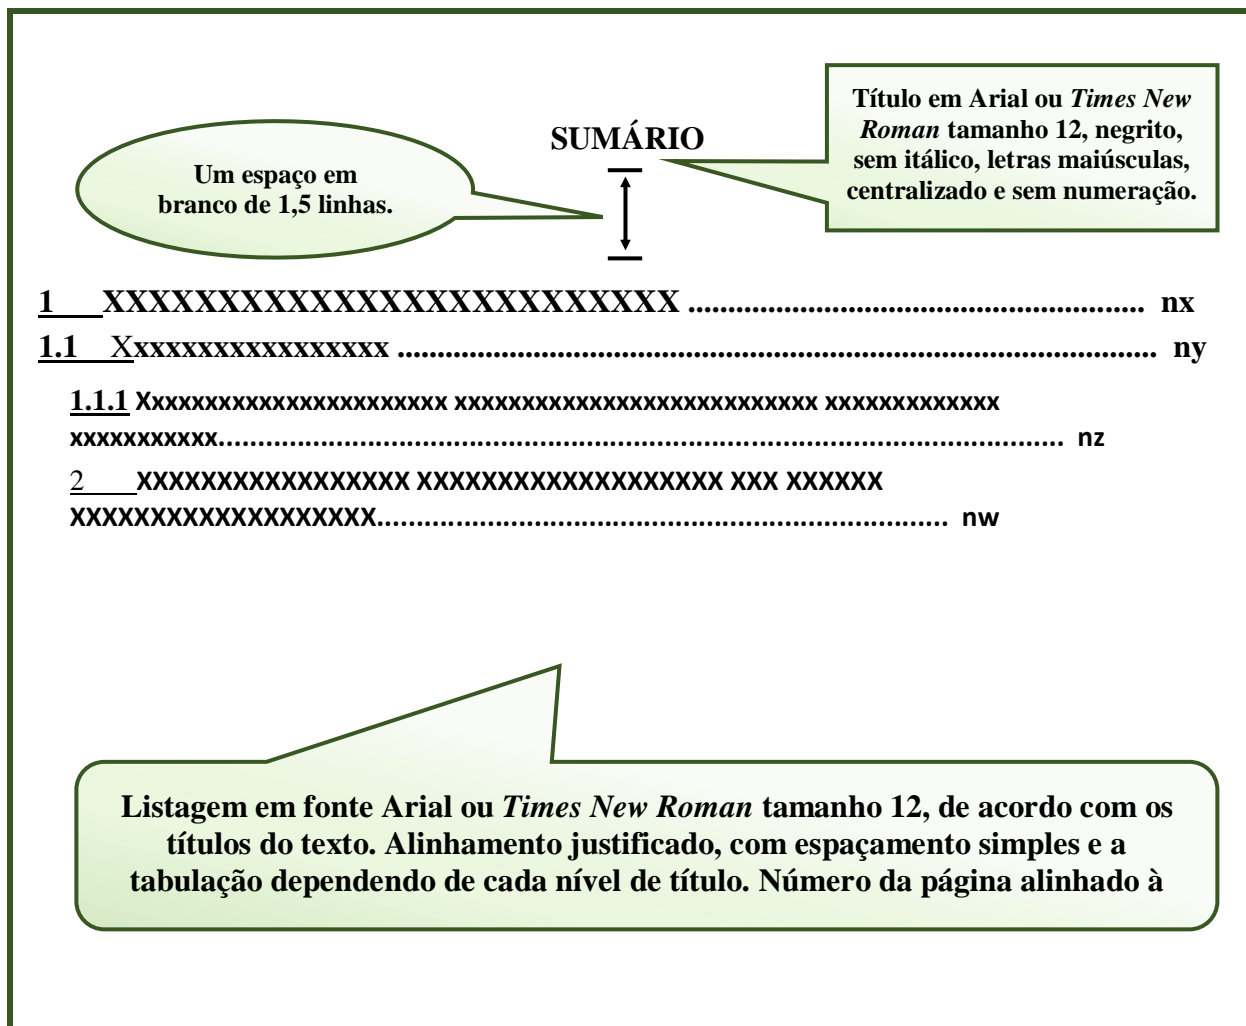 SUMÁRIO
Título em Arial ou Times New
Roman tamanho 12, negrito,
sem itálico, letras maiúsculas,
centralizado e sem numeração.
Um espaço em
branco de 1,5 linhas.
1 XXXXXXXXXXXXXXXXXXXXXXXXX ......................................................... nx
1.1 Xxxxxxxxxxxxxxxxx ................................................................................................ ny
1.1.1 Xxxxxxxxxxxxxxxxxxxxxxx xxxxxxxxxxxxxxxxxxxxxxxxxxx xxxxxxxxxxxxx
xxxxxxxxxxx............................................................................................................ nz
2 XXXXXXXXXXXXXXXXX XXXXXXXXXXXXXXXXXXX XXX XXXXXX
XXXXXXXXXXXXXXXXXXX........................................................................ nw
Listagem em fonte Arial ou Times New Roman tamanho 12, de acordo com os
títulos do texto. Alinhamento justificado, com espaçamento simples e a
tabulação dependendo de cada nível de título. Número da página alinhado à